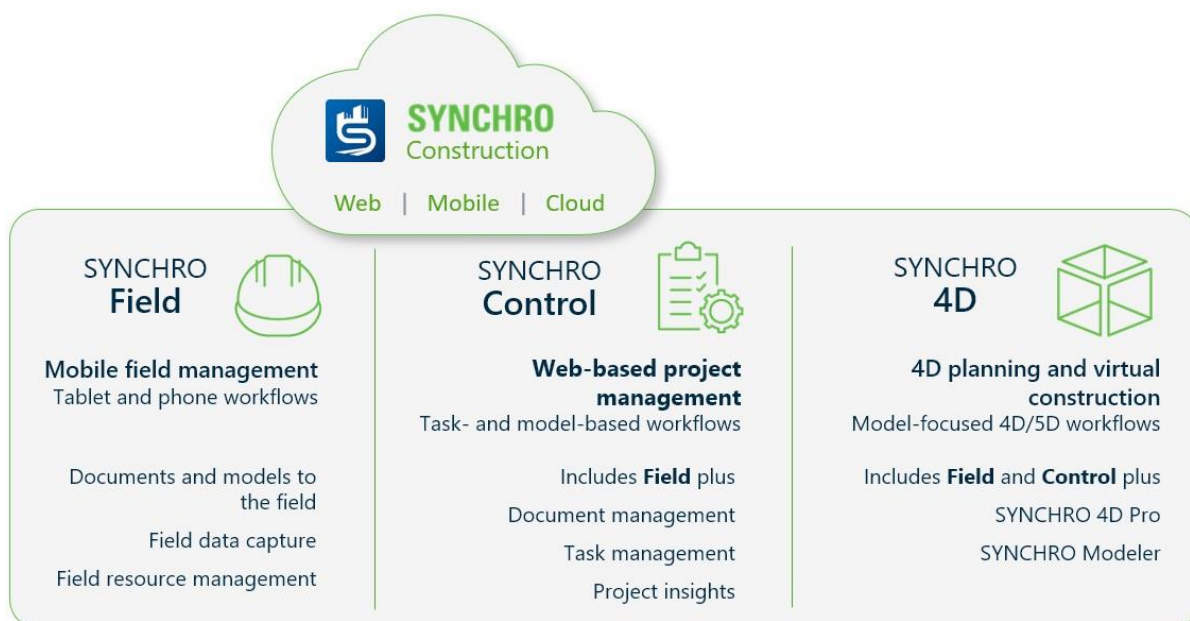 SYNCHRO
Construction
Web | Mobile | Cloud
SYNCHRO
Field
Mobile field management
Tablet and phone workflows
Documents and models to
the field
Field data capture
Field resource management
SYNCHRO
Control
Web-based project
management
Task- and model-based workflows
Includes Field plus
Document management
Task management
Project insights
SYNCHRO
4D
4D planning and virtual
construction
Model-focused 4D/5D workflows
Includes Field and Control plus
SYNCHRO 4D Pro
SYNCHRO Modeler